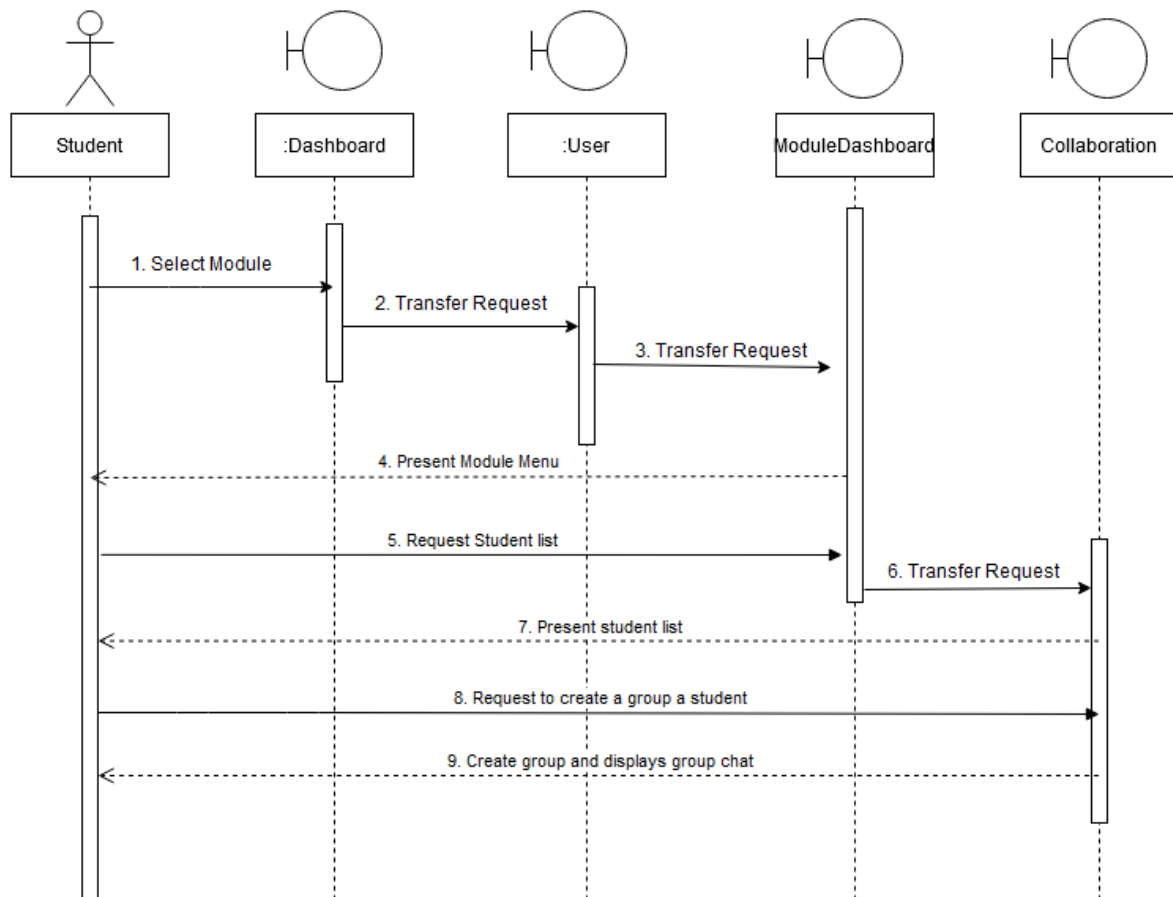 Student
:Dashboard
:User
ModuleDashboard
Collaboration
1. Select Module
2. Transfer Request
3. Transfer Request
4. Present Module Menu
5. Request Student list
6. Transfer Request
7. Present student list
8. Request to create a group a student
9. Create group and displays group chat